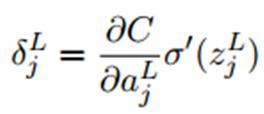 δ_j^L = ∂C/∂a_j^L σ′(z_j^L)